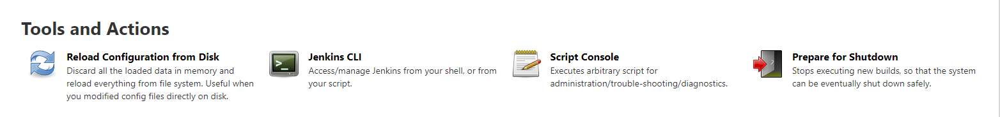 Tools and Actions
Reload Configuration from Disk
Discard all the loaded data in memory and
reload everything from file system. Useful when
you modified config files directly on disk.
>_
Jenkins CLI
Access/manage Jenkins from your shell, or from
your script.
Script Console
Executes arbitrary script for
administration/trouble-shooting/diagnostics.
Prepare for Shutdown
Stops executing new builds, so that the system
can be eventually shut down safely.